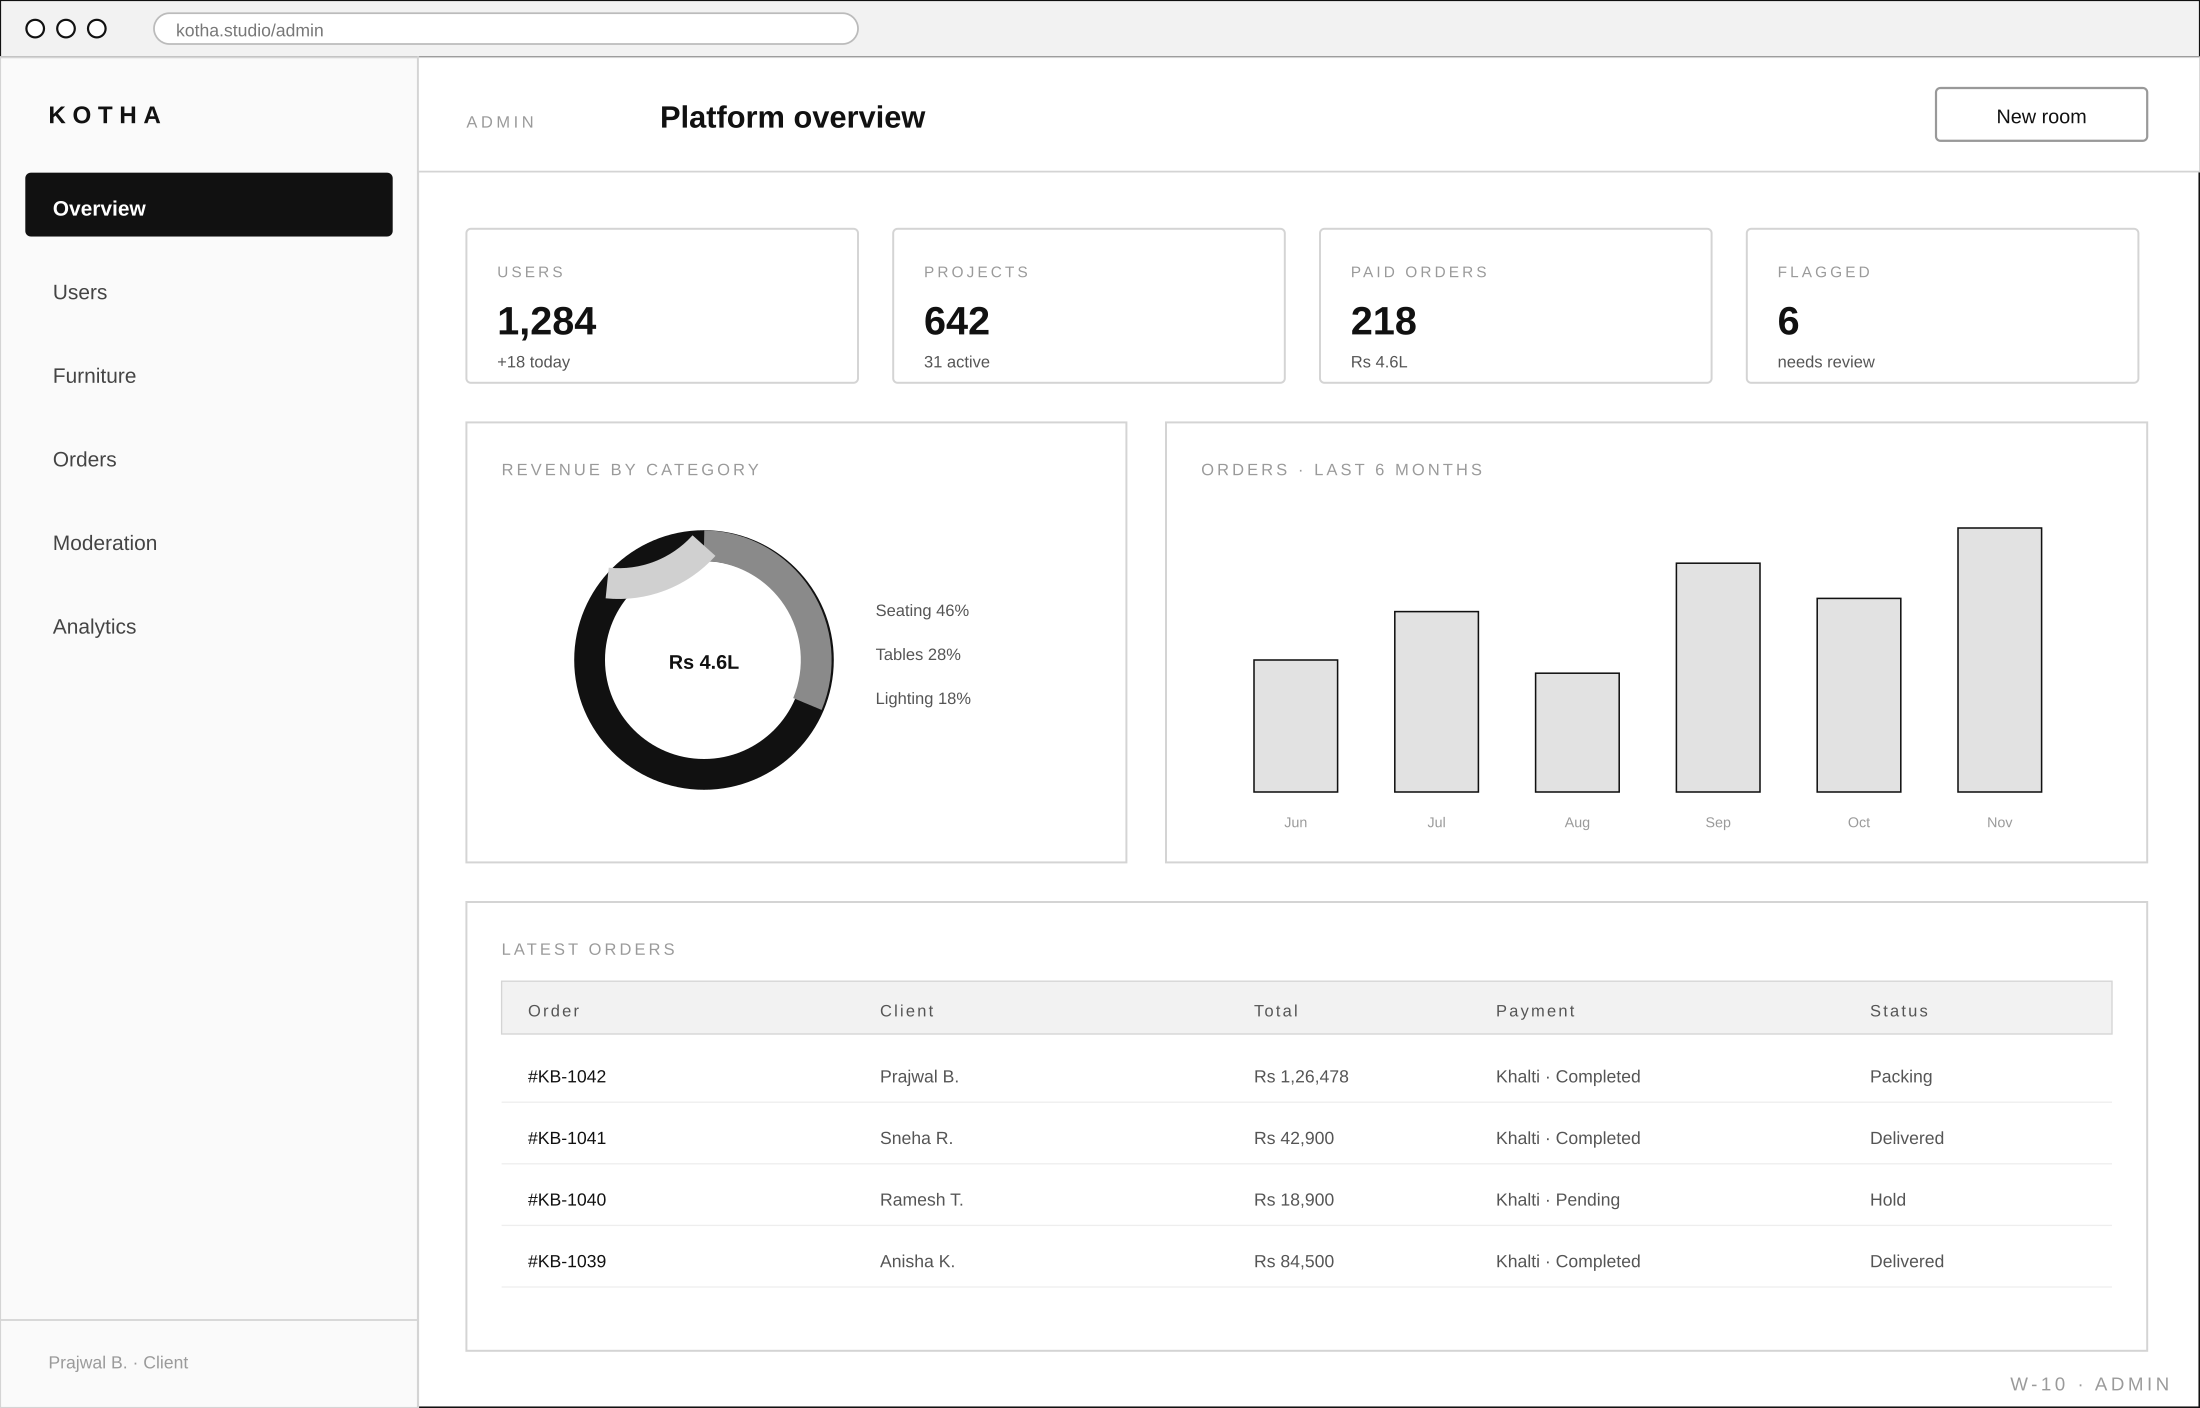 kotha.studio/admin
KOTHA
Overview
Users
Furniture
Orders
Moderation
Analytics
Prajwal B. · Client
ADMIN
Platform overview
New room
USERS
1,284
+18 today
PROJECTS
642
31 active
PAID ORDERS
218
Rs 4.6L
FLAGGED
6
needs review
REVENUE BY CATEGORY
Rs 4.6L
Seating 46%
Tables 28%
Lighting 18%
ORDERS · LAST 6 MONTHS
Jun Jul Aug Sep Oct Nov
LATEST ORDERS
Order Client Total Payment Status
#KB-1042 Prajwal B. Rs 1,26,478 Khalti · Completed Packing
#KB-1041 Sneha R. Rs 42,900 Khalti · Completed Delivered
#KB-1040 Ramesh T. Rs 18,900 Khalti · Pending Hold
#KB-1039 Anisha K. Rs 84,500 Khalti · Completed Delivered
W-10 · ADMIN